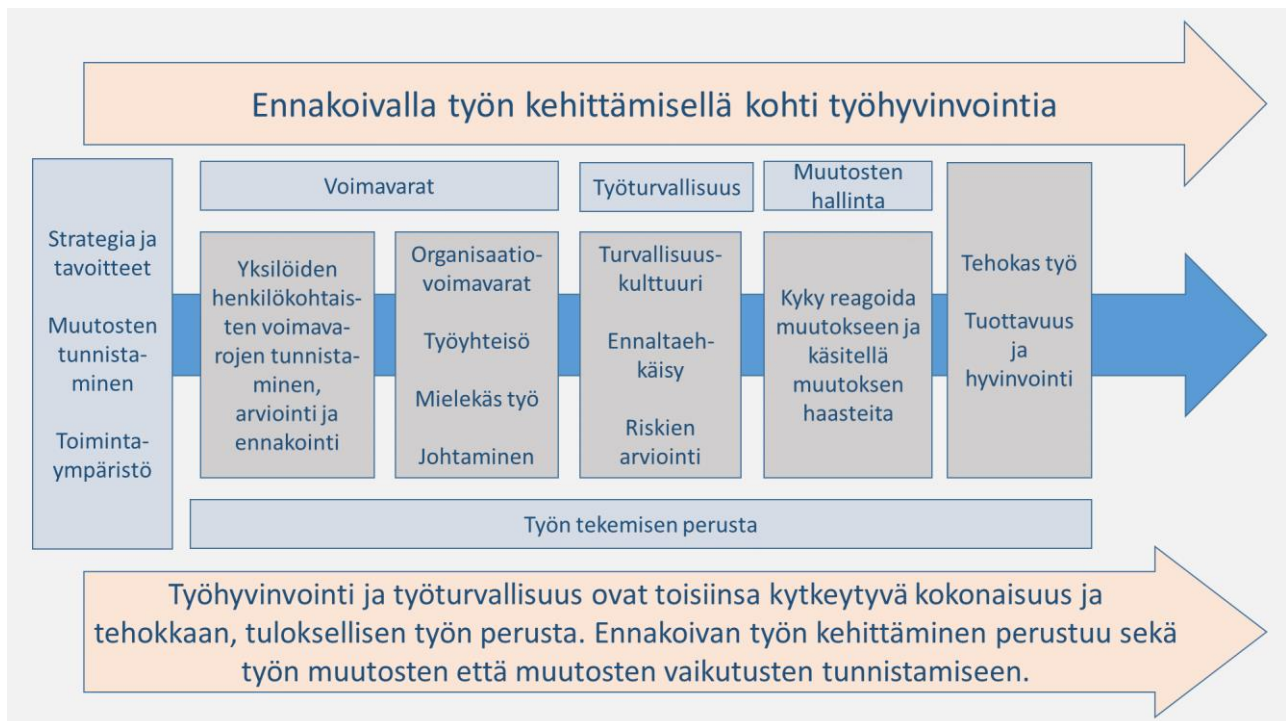 Ennakoivalla työn kehittämisellä kohti työhyvinvointia
Strategia ja
tavoitteet
Muutosten
tunnista-
minen
Toiminta-
ympäristö
Voimavarat
Yksilöiden
henkilökohtais-
ten voimava-
rojen tunnista-
minen,
arviointi ja
ennakointi
Organisaatio-
voimavarat
Työyhteisö
Mielekäs työ
Johtaminen
Työturvallisuus
Turvallisuus-
kulttuuri
Ennaltaeh-
käisy
Riskien
arviointi
Muutosten
hallinta
Kyky reagoida
muutokseen ja
käsitellä
muutoksen
haasteita
Tehokas työ
Tuottavuus
ja
hyvinvointi
Työn tekemisen perusta
Työhyvinvointi ja työturvallisuus ovat toisiinsa kytkeytyvä kokonaisuus ja
tehokkaan, tuloksellisen työn perusta. Ennakoivan työn kehittäminen perustuu sekä
työn muutosten että muutosten vaikutusten tunnistamiseen.